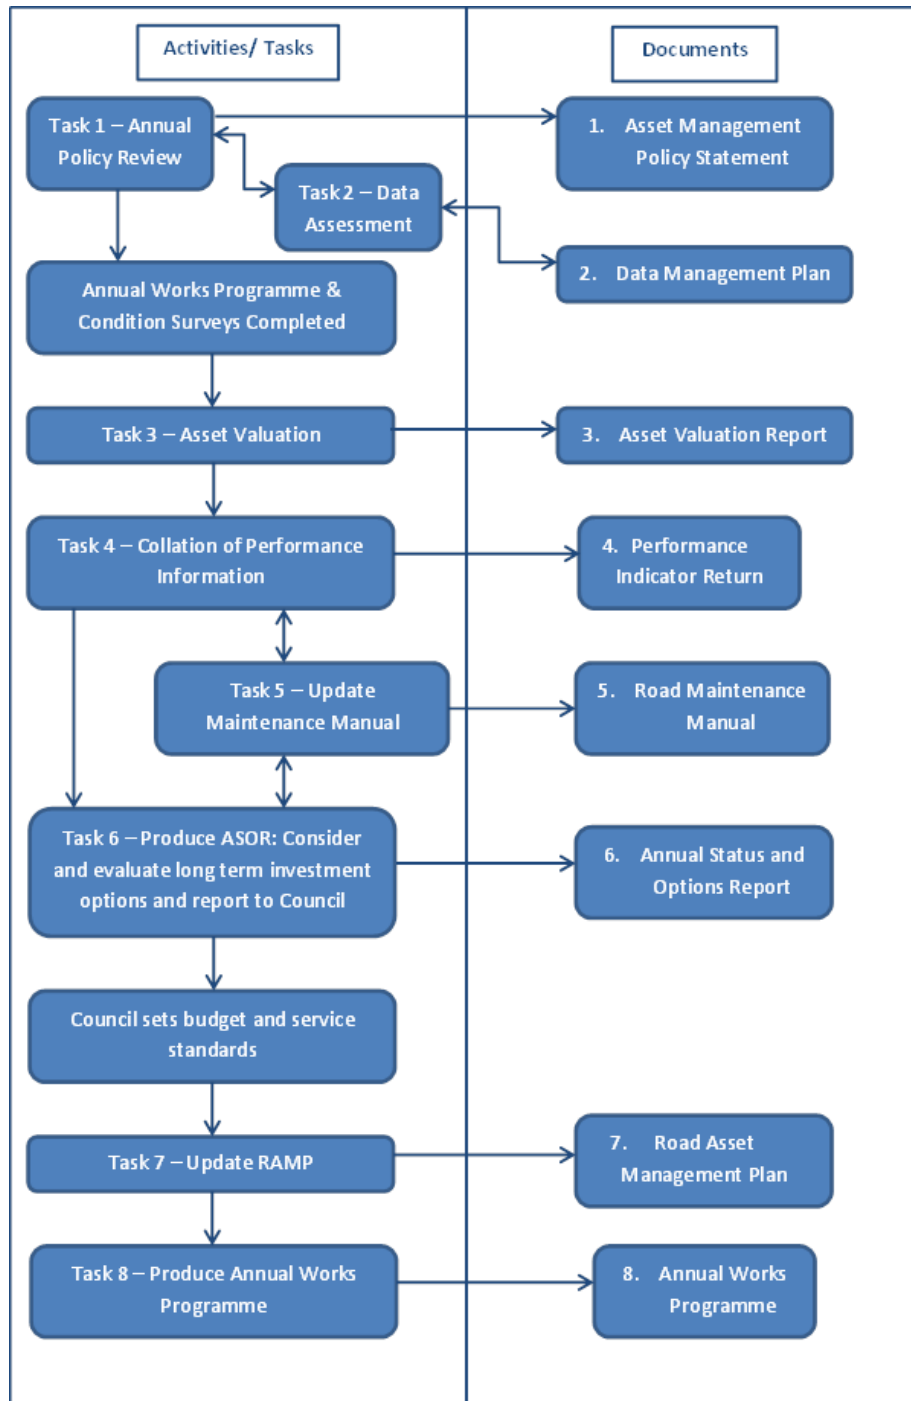 Activities/ Tasks
Documents
Task 1 – Annual
Policy Review
1. Asset Management
Policy Statement
Task 2 – Data
Assessment
2. Data Management Plan
Annual Works Programme &
Condition Surveys Completed
Task 3 – Asset Valuation
3. Asset Valuation Report
Task 4 – Collation of Performance
Information
4. Performance
Indicator Return
Task 5 – Update
Maintenance Manual
5. Road Maintenance
Manual
Task 6 – Produce ASOR: Consider
and evaluate long term investment
options and report to Council
6. Annual Status and
Options Report
Council sets budget and service
standards
Task 7 – Update RAMP
7. Road Asset
Management Plan
Task 8 – Produce Annual Works
Programme
8. Annual Works
Programme